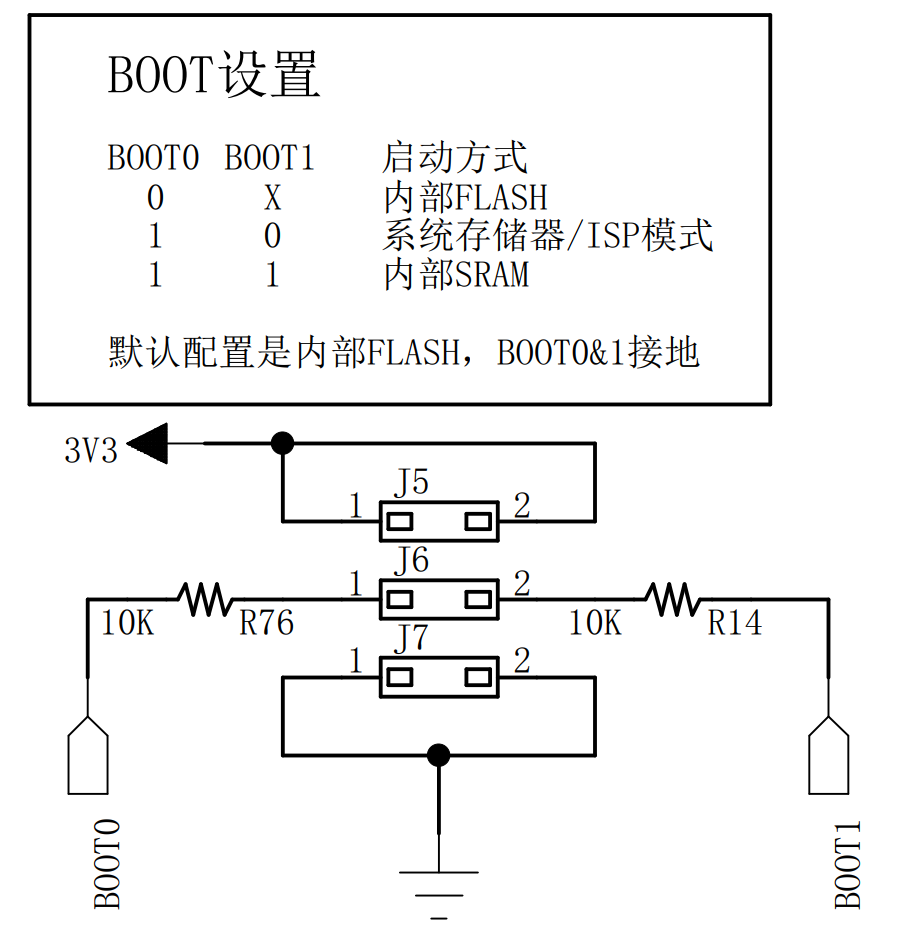 BOOT设置
BOOT0 BOOT1 启动方式
0 X 内部FLASH
1 0 系统存储器/ISP模式
1 1 内部SRAM
默认配置是内部FLASH，BOOT0&1接地
3V3
J5
1 2
J6
1 2
10K R76 10K R14
J7
1 2
BOOT0 BOOT1